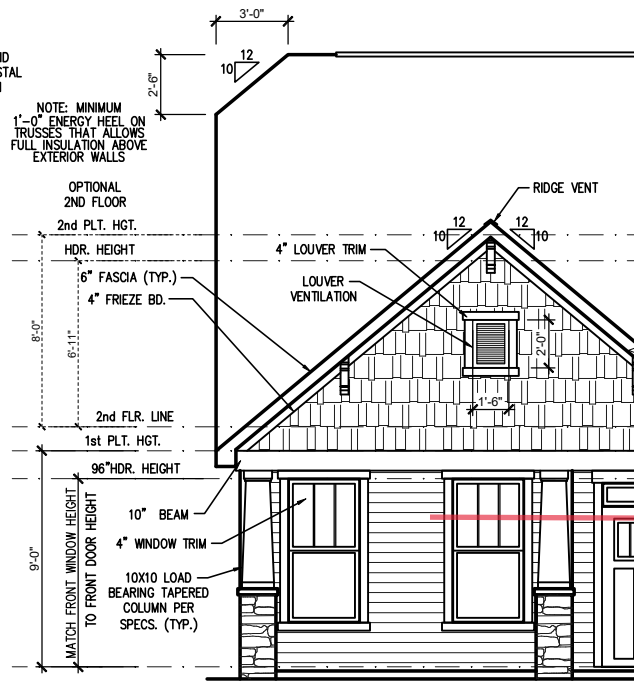 3'-0"
ID
STAL
12
10
2'-6"
NOTE: MINIMUM
1'-0" ENERGY HEEL ON
TRUSSES THAT ALLOWS
FULL INSULATION ABOVE
EXTERIOR WALLS
OPTIONAL
2ND FLOOR
RIDGE VENT
2nd PLT. HGT.
12
10
12
10
HDR. HEIGHT
4" LOUVER TRIM
6" FASCIA (TYP.)
LOUVER
VENTILATION
4" FRIEZE BD.
8'-0"
6'-11"
2'-0"
1'-6"
2nd FLR. LINE
1st PLT. HGT.
96"HDR. HEIGHT
10" BEAM
4" WINDOW TRIM
9'-0"
MATCH FRONT WINDOW HEIGHT
TO FRONT DOOR HEIGHT
10X10 LOAD
BEARING TAPERED
COLUMN PER
SPECS. (TYP.)